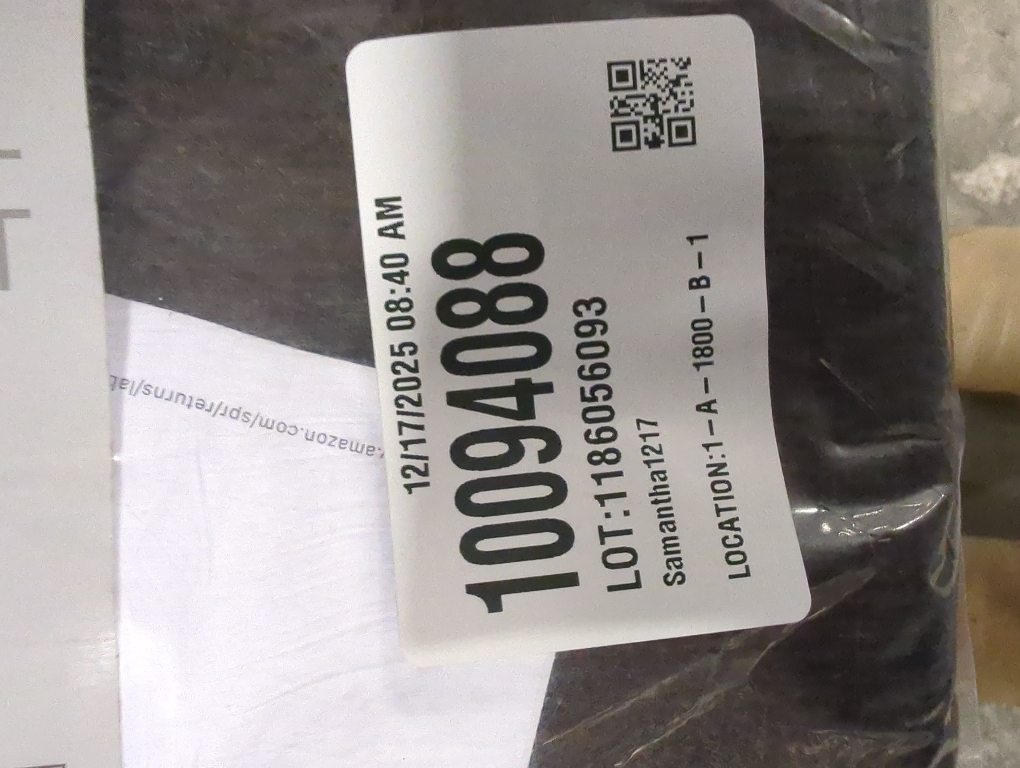 12/17/2025 08:40 AM
10094088
LOT:1186056093
Samantha1217
LOCATION:1-A-1800-B-1
.amazon.com/spr/returns/lab